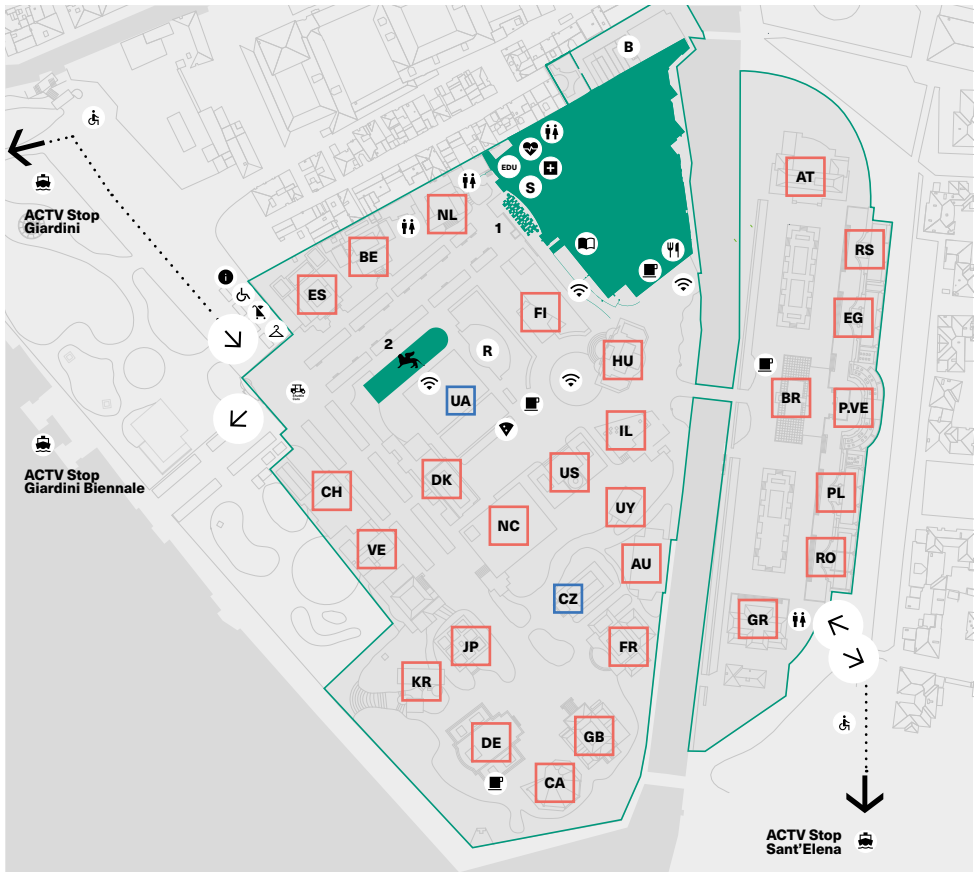 B
EDU
S
AT
ACTV Stop
Giardini
NL
1
BE
RS
i
ES
FI
EG
2
R
HU
BR
P.VE
UA
IL
ACTV Stop
Giardini Biennale
CH
DK
US
PL
UY
NC
VE
RO
AU
CZ
GR
JP
FR
KR
DE
GB
CA
ACTV Stop
Sant'Elena